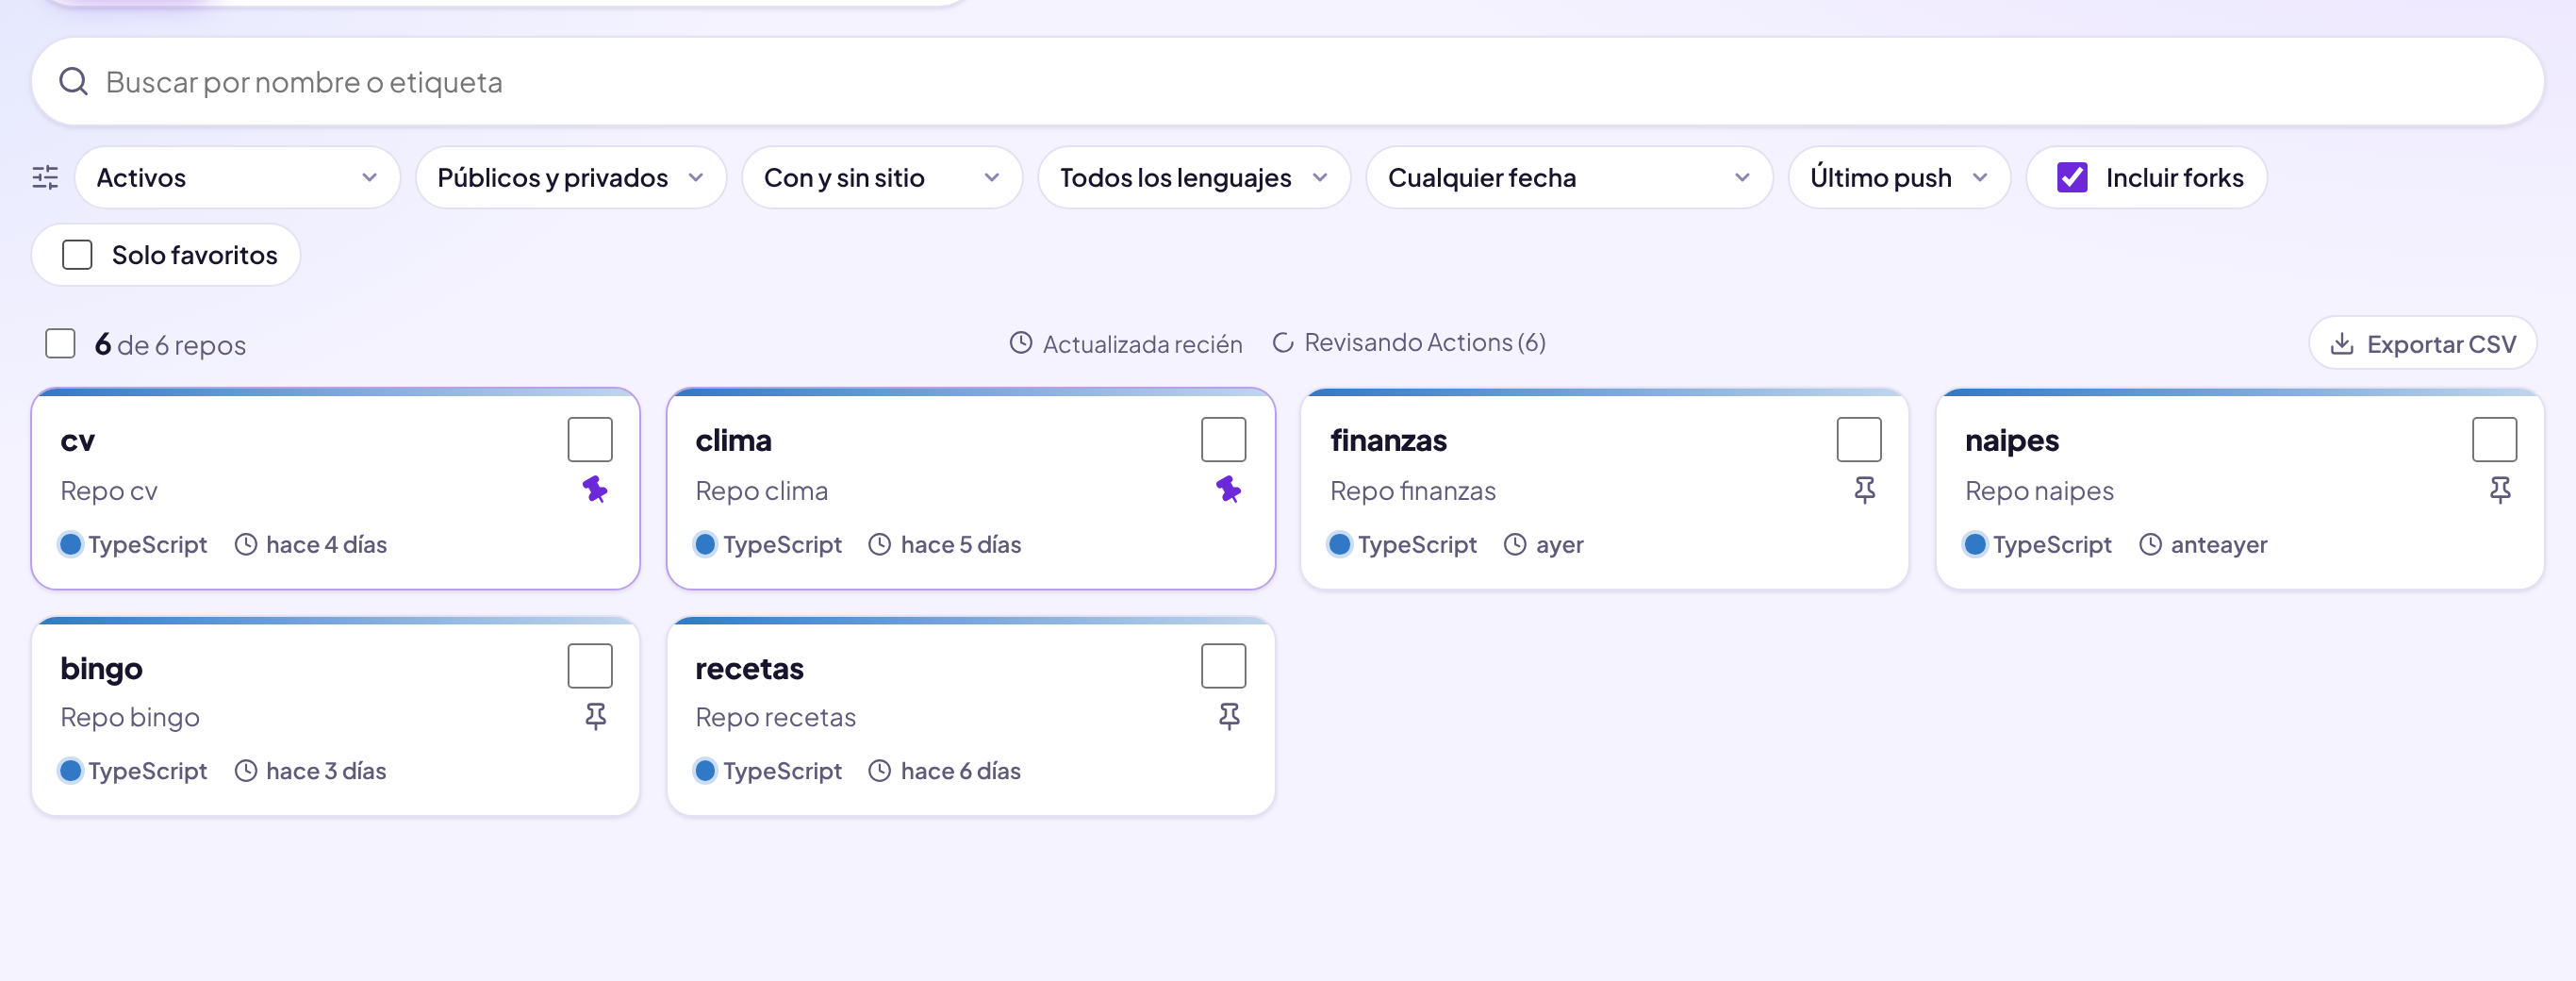 Buscar por nombre o etiqueta
Activos
Públicos y privados
Con y sin sitio
Todos los lenguajes
Cualquier fecha
Último push
Incluir forks
Solo favoritos
6 de 6 repos
Actualizada recién
Revisando Actions (6)
Exportar CSV
cv
Repo cv
TypeScript
hace 4 días
clima
Repo clima
TypeScript
hace 5 días
finanzas
Repo finanzas
TypeScript
ayer
naipes
Repo naipes
TypeScript
anteayer
bingo
Repo bingo
TypeScript
hace 3 días
recetas
Repo recetas
TypeScript
hace 6 días